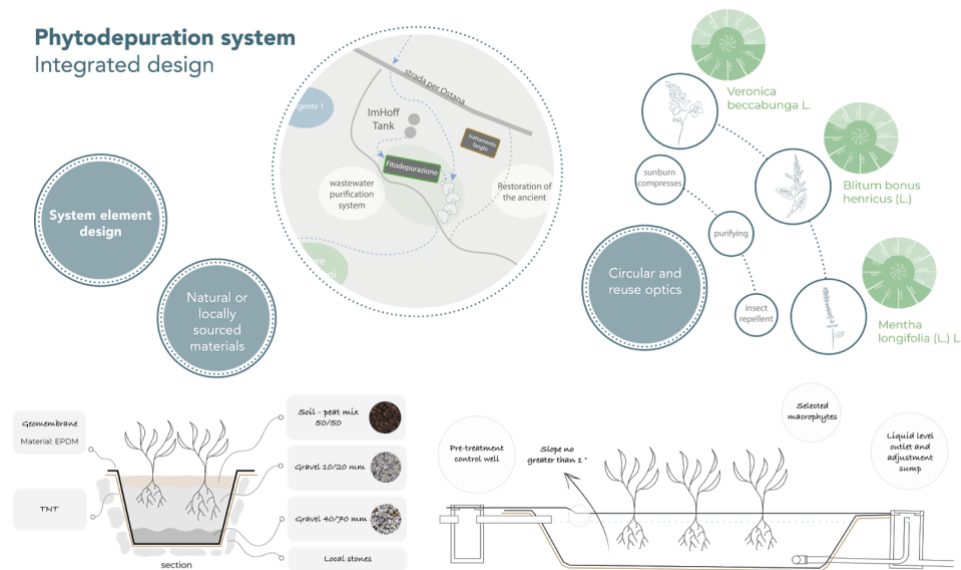 Phytodepuration system
Integrated design
strada per Ostana
ImHoff
Tank
trattamento
fanghi
Fitodepurazione
wastewater
purification
system
Restoration of
the ancient
Veronica
beccabunga L.
Blitum bonus
henricus (L.)
Mentha
longifolia (L.) L.
sunburn
compresses
purifying
insect
repellent
Circular and
reuse optics
System element
design
Natural or
locally
sourced
materials
Geomembrane
Material: EPDM
TNT
Soil - peat mix
50/50
Gravel 10/20 mm
Gravel 40/70 mm
Local stones
section
Pre-treatment
control well
Slope no
greater than 1 °
Selected
macrophytes
Liquid level
outlet and
adjustment
sump